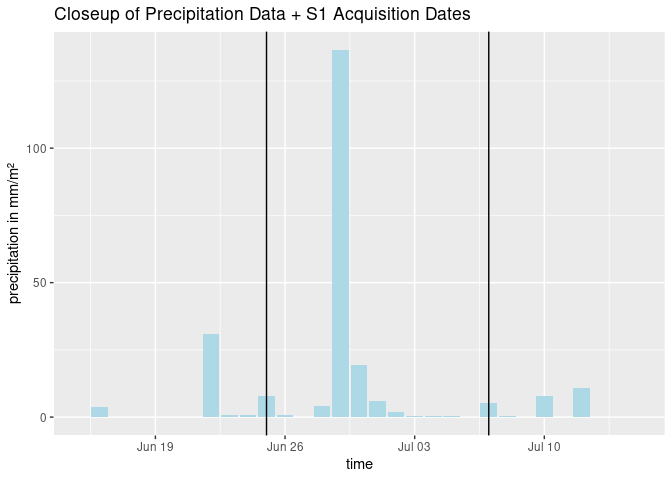 Closeup of Precipitation Data + S1 Acquisition Dates
precipitation in mm/m²
100
50
0
Jun 19
Jun 26
Jul 03
Jul 10
time